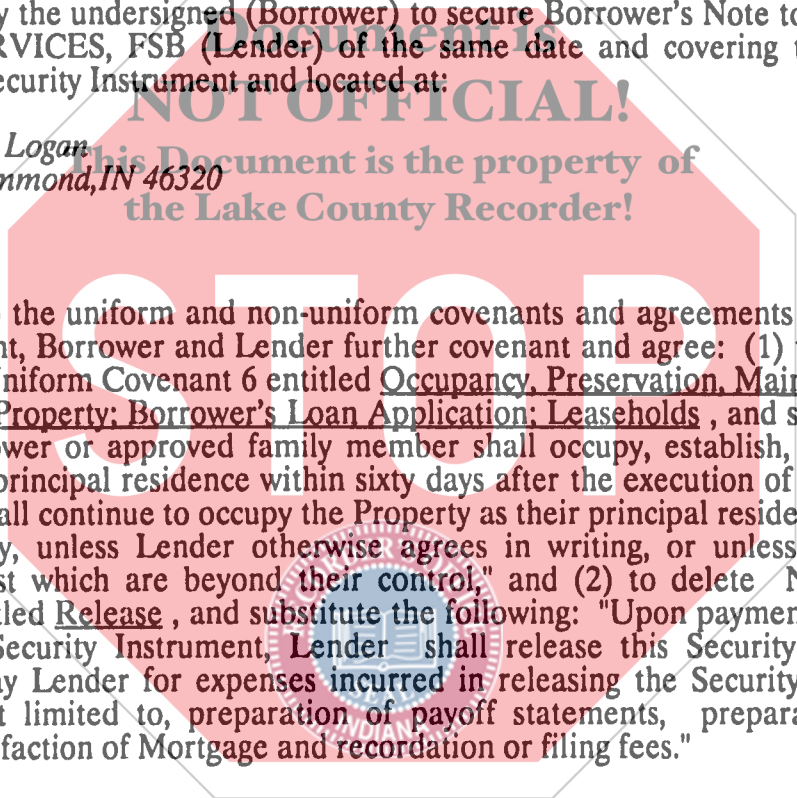 y the undersigned (Borrower) to secure Borrower's Note to
RVICES, FSB (Lender) of the same date and covering
Document is
ecurity Instrument and located at:
NOT OFFICIAL!
Logan
This Document is the property of
mmond,IN 46320
the Lake County Recorder!
STOP
the uniform and non-uniform covenants and agreements
nt, Borrower and Lender further covenant and agree: (1)
Uniform Covenant 6 entitled Occupancy, Preservation, Main
Property; Borrower's Loan Application; Leaseholds , and s
ower or approved family member shall occupy, establish,
principal residence within sixty days after the execution of
all continue to occupy the Property as their principal reside
y, unless Lender otherwise agrees in writing, or unless
st which are beyond their control," and (2) to delete N
tled Release , and substitute the following: "Upon paymen
Security Instrument, Lender shall release this Security
ay Lender for expenses incurred in releasing the Security
t limited to, preparation of payoff statements, prepara
faction of Mortgage and recordation or filing fees."
SEAL
INDIANA